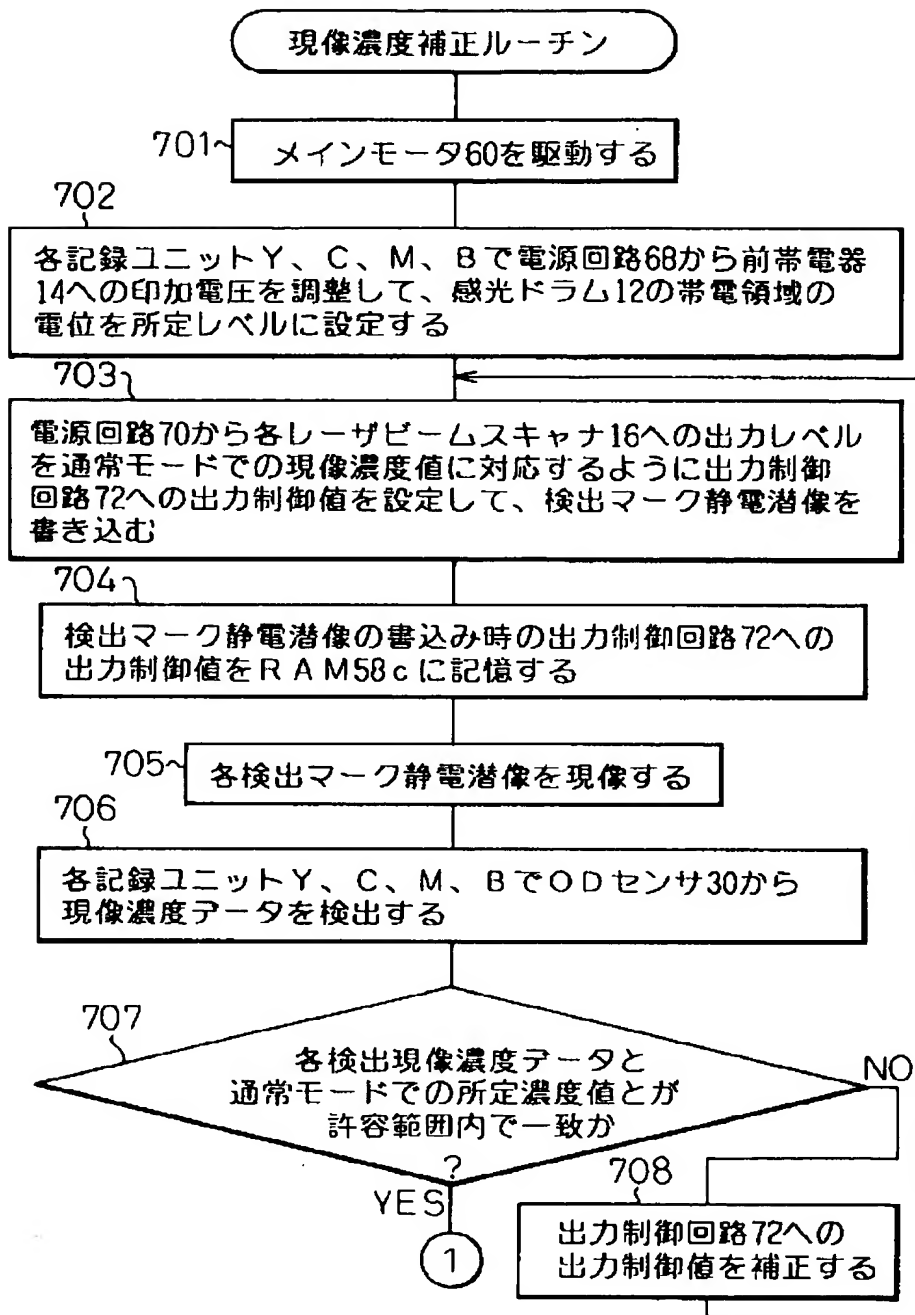 現像濃度補正ルーチン
701
メインモータ60を駆動する
702
各記録ユニットY、C、M、Bで電源回路68から前帯電器
14への印加電圧を調整して、感光ドラム12の帯電領域の
電位を所定レベルに設定する
703
電源回路70から各レーザビームスキャナ16への出力レベル
を通常モードでの現像濃度値に対応するように出力制御
回路72への出力制御値を設定して、検出マーク静電潜像を
書き込む
704
検出マーク静電潜像の書込み時の出力制御回路72への
出力制御値をRAM58cに記憶する
705
各検出マーク静電潜像を現像する
706
各記録ユニットY、C、M、BでODセンサ30から
現像濃度データを検出する
707
各検出現像濃度データと
通常モードでの所定濃度値とが
許容範囲内で一致か
?
NO
YES
1
708
出力制御回路72への
出力制御値を補正する